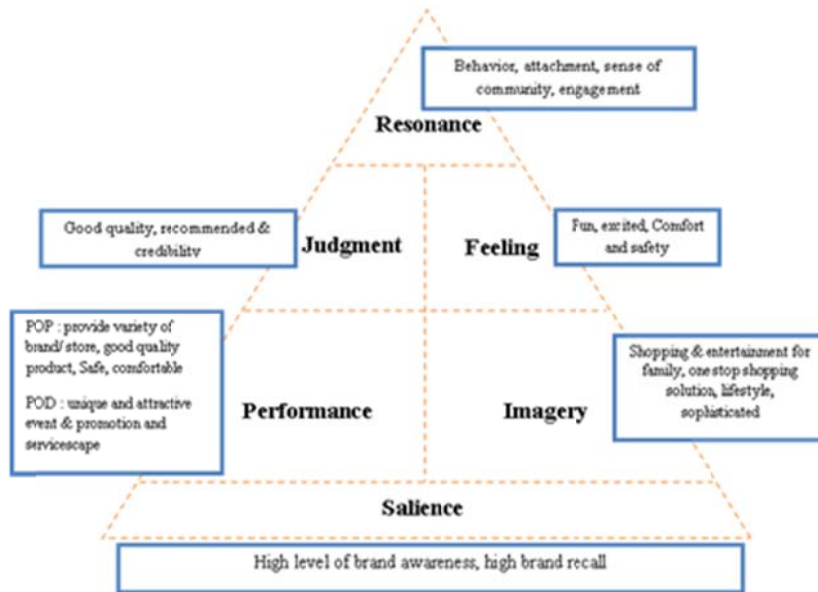 Behavior, attachment, sense of
community, engagement
Resonance
Good quality, recommended &
credibility
Judgment
Feeling
Fun, excited, Comfort
and safety
POP : provide variety of
brand/ store, good quality
product, Safe, comfortable
POD : unique and attractive
event & promotion and
servicescape
Performance
Imagery
Shopping & entertainment for
family, one stop shopping
solution, lifestyle,
sophisticated
Salience
High level of brand awareness, high brand recall